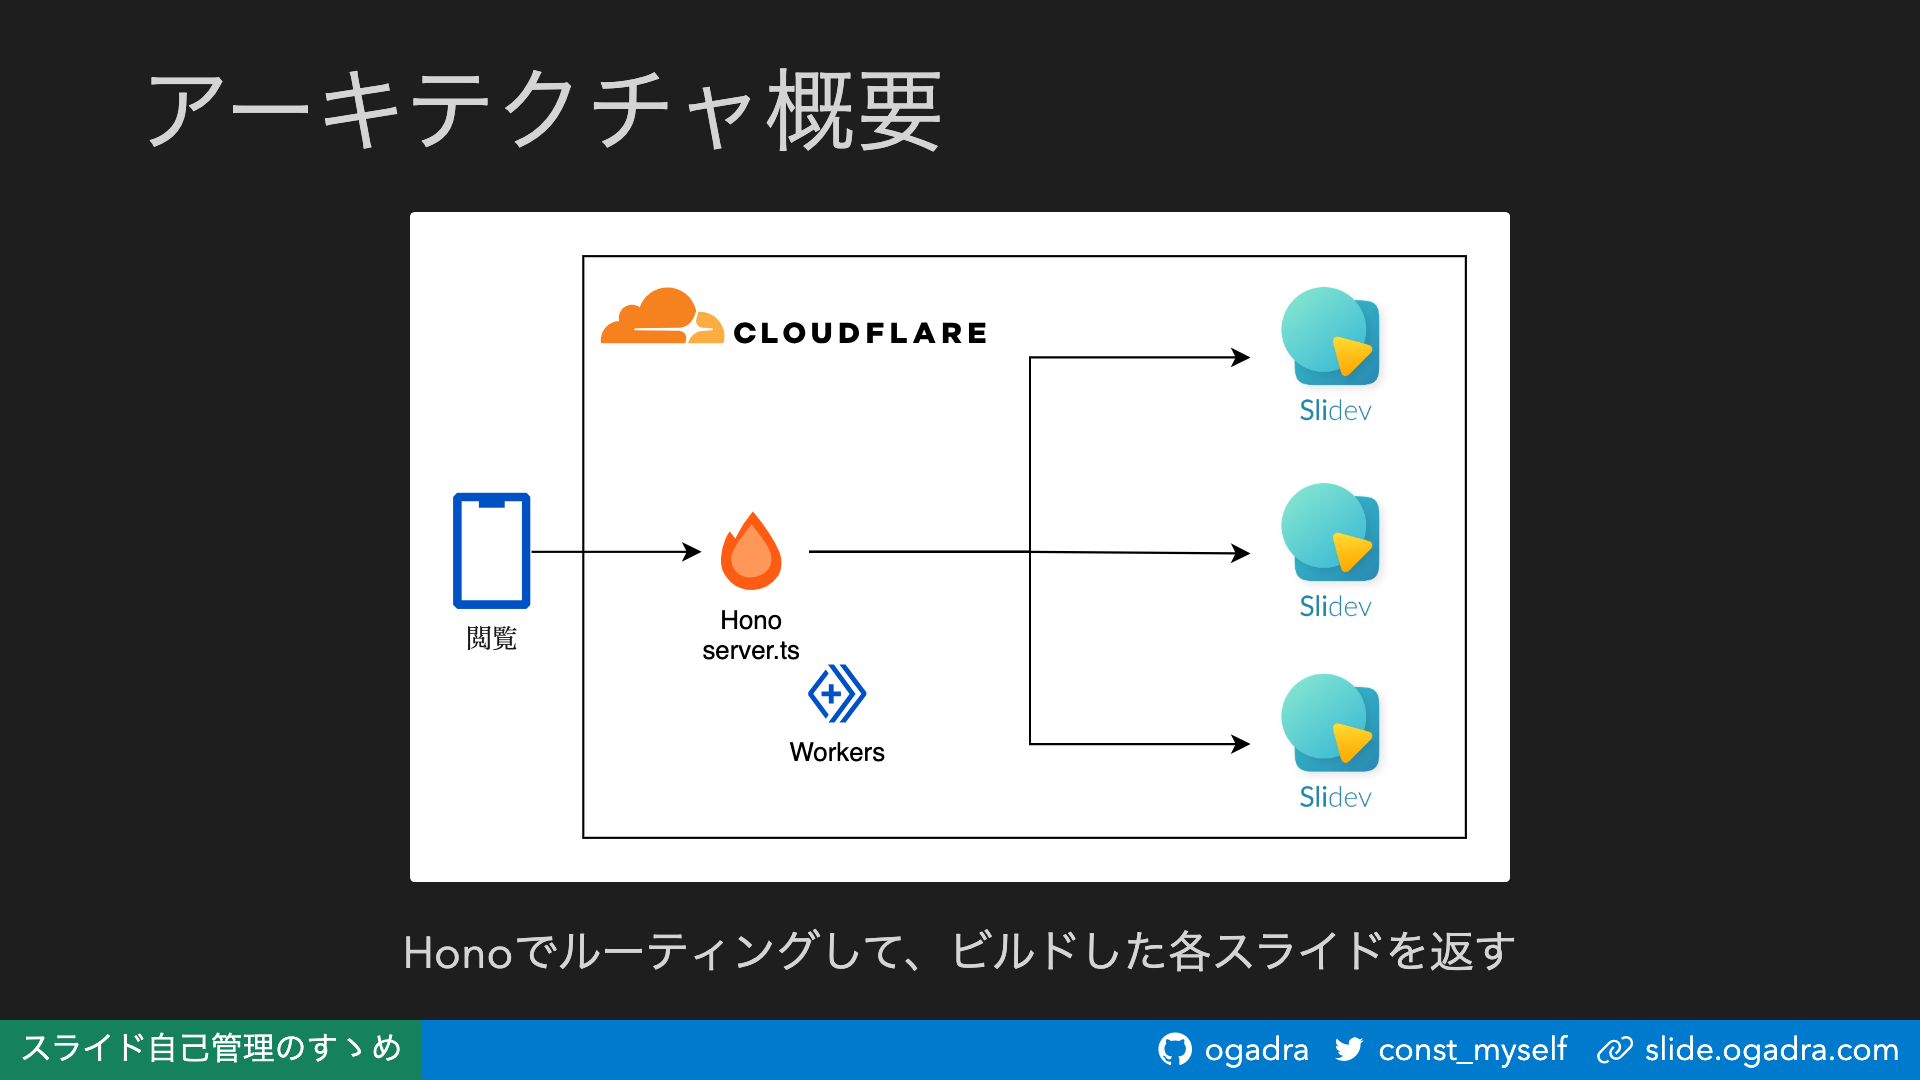 アーキテクチャ概要
CLOUDFLARE
Slidev
Slidev
閲覧
Hono
server.ts
Workers
Slidev
Honoでルーティングして、ビルドした各スライドを返す
スライド自己管理のすゝめ
ogadra
const_myself
slide.ogadra.com